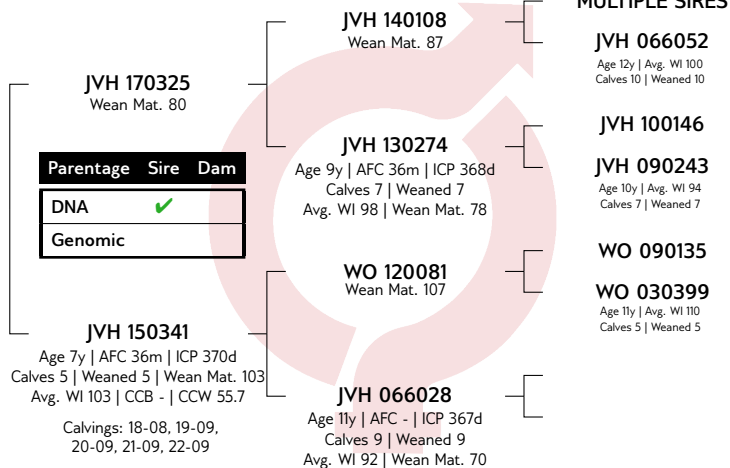 MULTIPLE SIRES
JVH 140108
Wean Mat. 87
JVH 066052
Age 12y | Avg. WI 100
Calves 10 | Weaned 10
JVH 170325
Wean Mat. 80
JVH 100146
JVH 130274
Age 9y | AFC 36m | ICP 368d
Calves 7 | Weaned 7
Avg. WI 98 | Wean Mat. 78
JVH 090243
Age 10y | Avg. WI 94
Calves 7 | Weaned 7
Parentage Sire Dam
DNA ✔
Genomic
WO 090135
WO 120081
Wean Mat. 107
WO 030399
Age 11y | Avg. WI 110
Calves 5 | Weaned 5
JVH 150341
Age 7y | AFC 36m | ICP 370d
Calves 5 | Weaned 5 | Wean Mat. 103
Avg. WI 103 | CCB - | CCW 55.7
Calvings: 18-08, 19-09,
20-09, 21-09, 22-09
JVH 066028
Age 11y | AFC - | ICP 367d
Calves 9 | Weaned 9
Avg. WI 92 | Wean Mat. 70